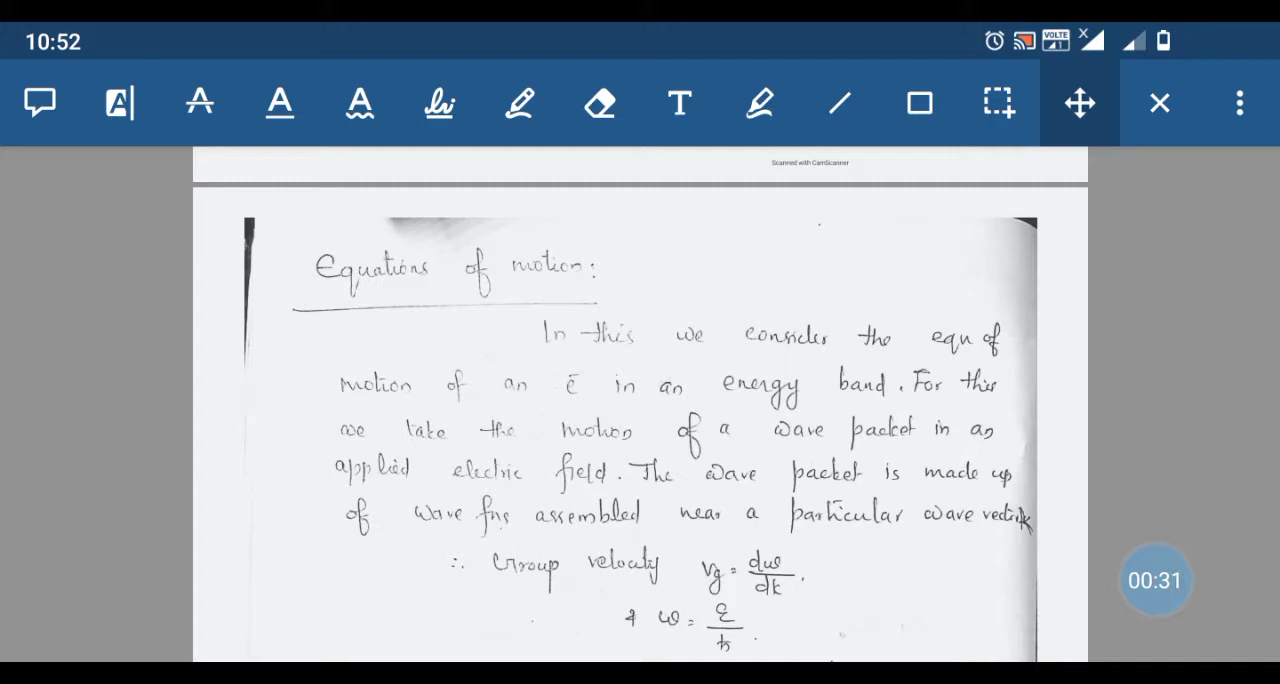 10:52
VOLTE
Scanned with CamScanner
Equations of motion:
In this we consider the equn of
motion of an ē in an energy band. For this
we take the motion of a wave packet in an
applied electric field. The wave packet is made up
of wave fns assembled near a particular wave vector k
∴ Group velocity vg = dω/dk.
& ω = ε/ħ.
00:31